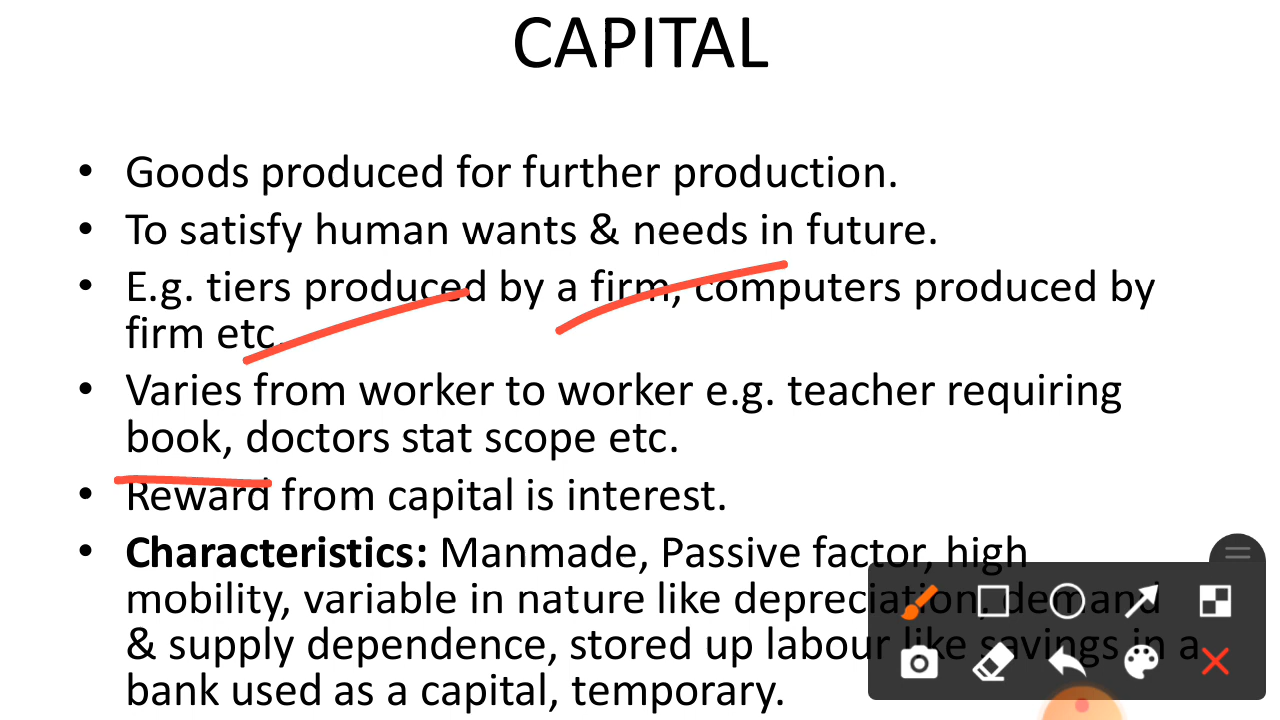 CAPITAL
• Goods produced for further production.
• To satisfy human wants & needs in future.
• E.g. tiers produced by a firm, computers produced by
firm etc.
• Varies from worker to worker e.g. teacher requiring
book, doctors stat scope etc.
• Reward from capital is interest.
• Characteristics: Manmade, Passive factor, high
mobility, variable in nature like depreciation, demand
& supply dependence, stored up labour like savings in a
bank used as a capital, temporary.